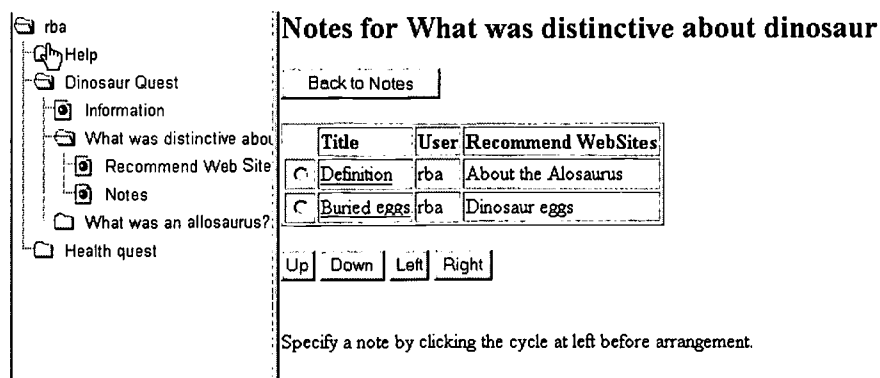 rba
Help
Dinosaur Quest
Information
What was distinctive abou
Recommend Web Site
Notes
What was an allosaurus?
Health quest
Notes for What was distinctive about dinosaur
Back to Notes
Title User Recommend WebSites
Definition rba About the Alosaurus
Buried eggs rba Dinosaur eggs
Up Down Left Right
Specify a note by clicking the cycle at left before arrangement.